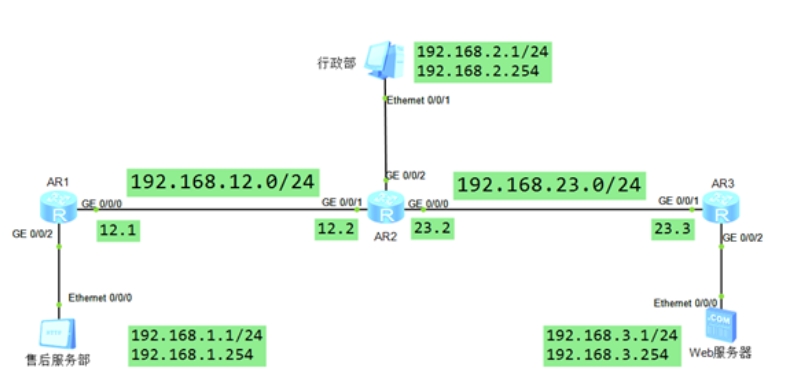 192.168.2.1/24
192.168.2.254
行政部
Ethernet 0/0/1
AR1
192.168.12.0/24
GE 0/0/2
192.168.23.0/24
AR3
GE 0/0/0
GE 0/0/1
GE 0/0/0
GE 0/0/1
R
R
R
GE 0/0/2
12.1
12.2
AR2
23.2
23.3
GE 0/0/2
Ethernet 0/0/0
Ethernet 0/0/0
HTTP
192.168.1.1/24
192.168.1.254
售后服务部
192.168.3.1/24
192.168.3.254
.COM
Web服务器